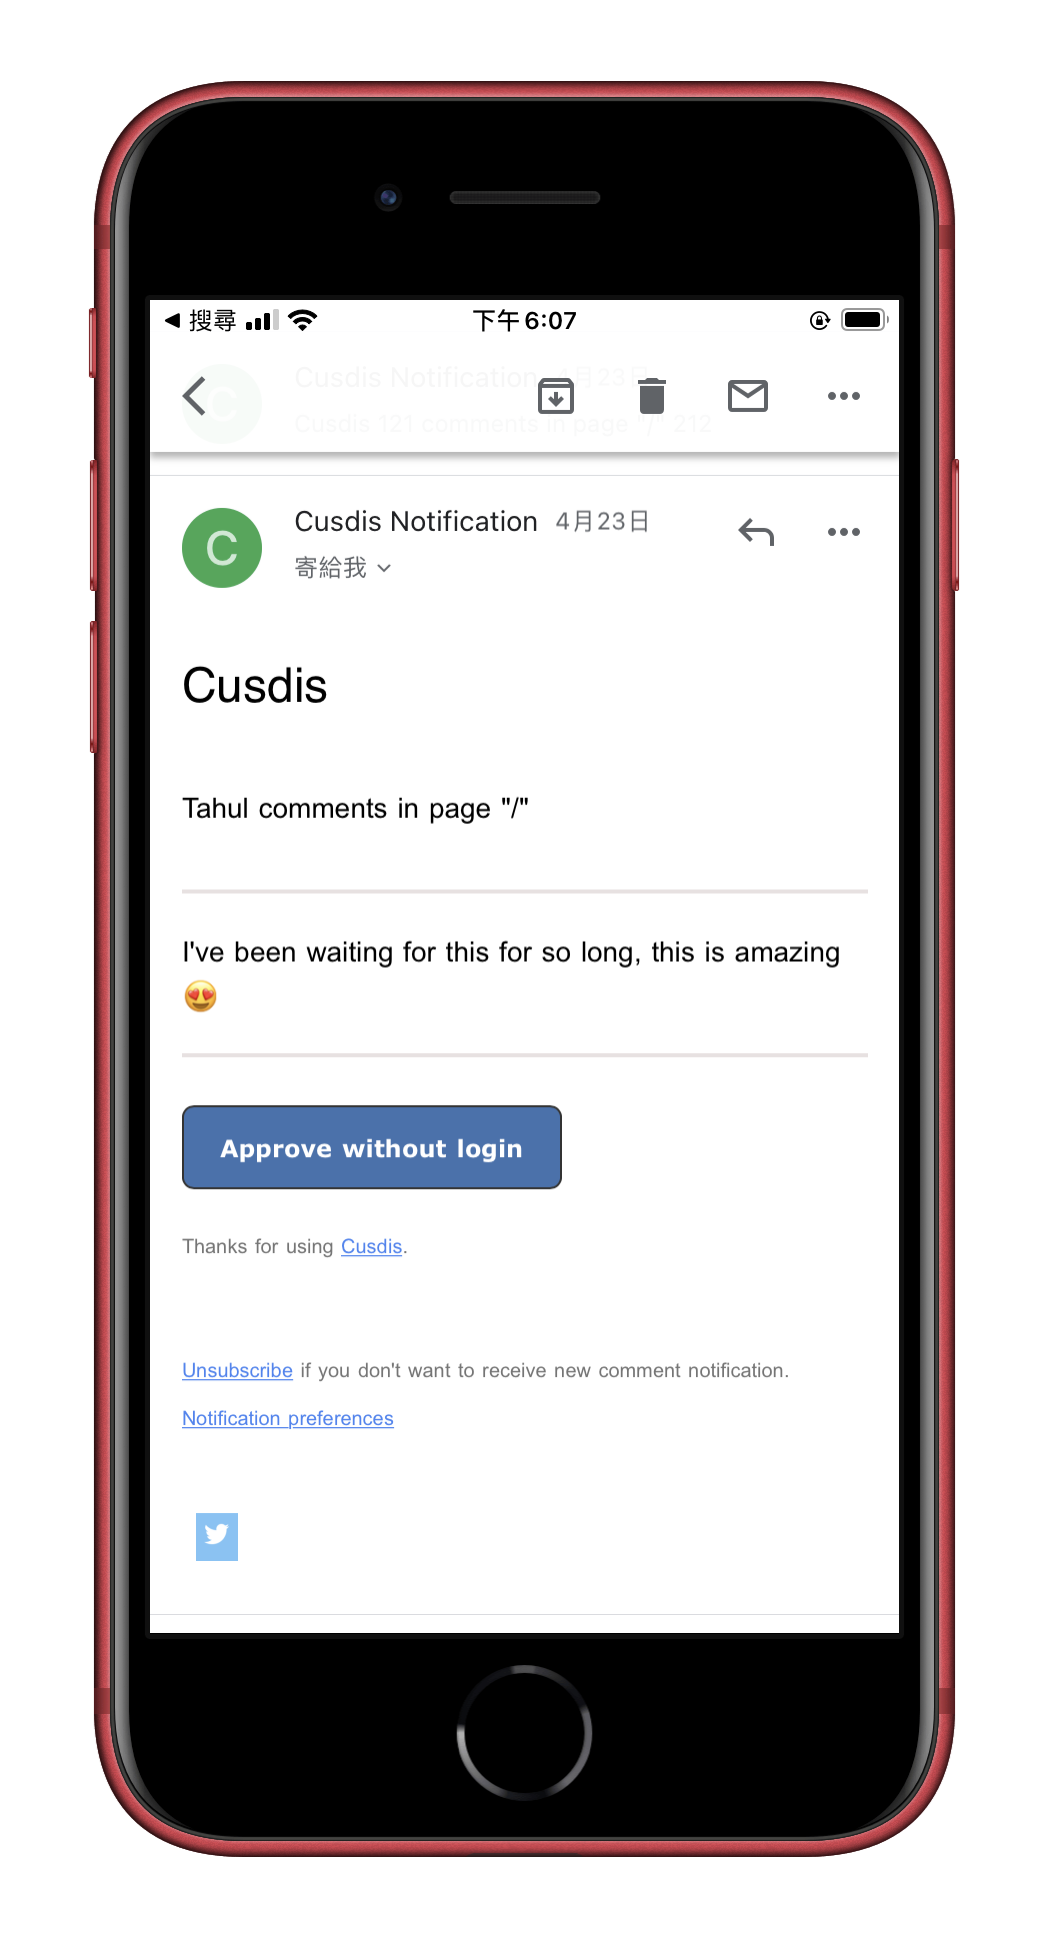 搜尋
下午6:07
Cusdis Notification 4月23日
Cusdis 121 comments in page "/" 212
C
Cusdis Notification 4月23日
寄給我
Cusdis
Tahul comments in page "/"
I've been waiting for this for so long, this is amazing
😍
Approve without login
Thanks for using Cusdis.
Unsubscribe if you don't want to receive new comment notification.
Notification preferences